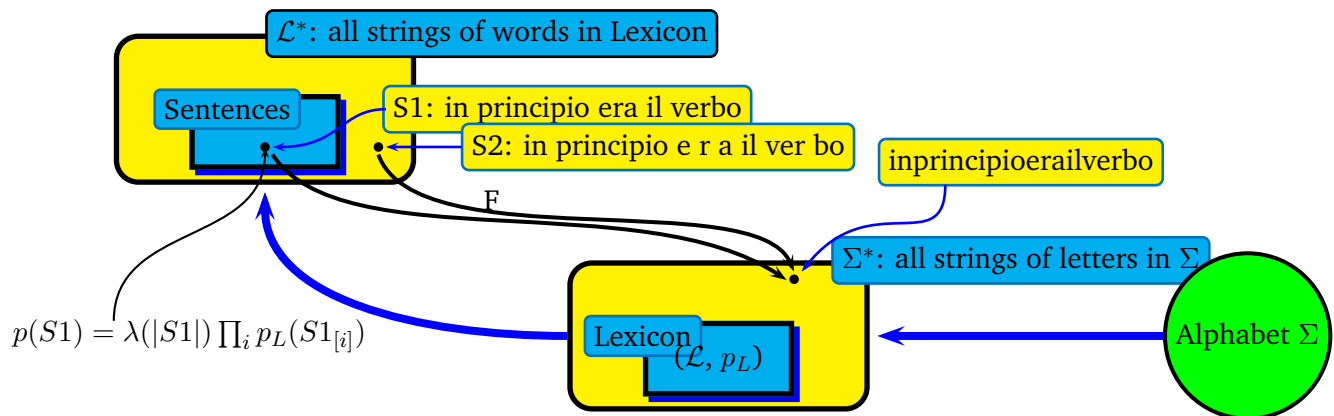 ℒ*: all strings of words in Lexicon
Sentences
S1: in principio era il verbo
S2: in principio e r a il ver bo
inprincipioerailverbo
F
Σ*: all strings of letters in Σ
p(S1) = λ(|S1|) ∏_i p_L(S1_[i])
Lexicon
(ℒ, p_L)
Alphabet Σ